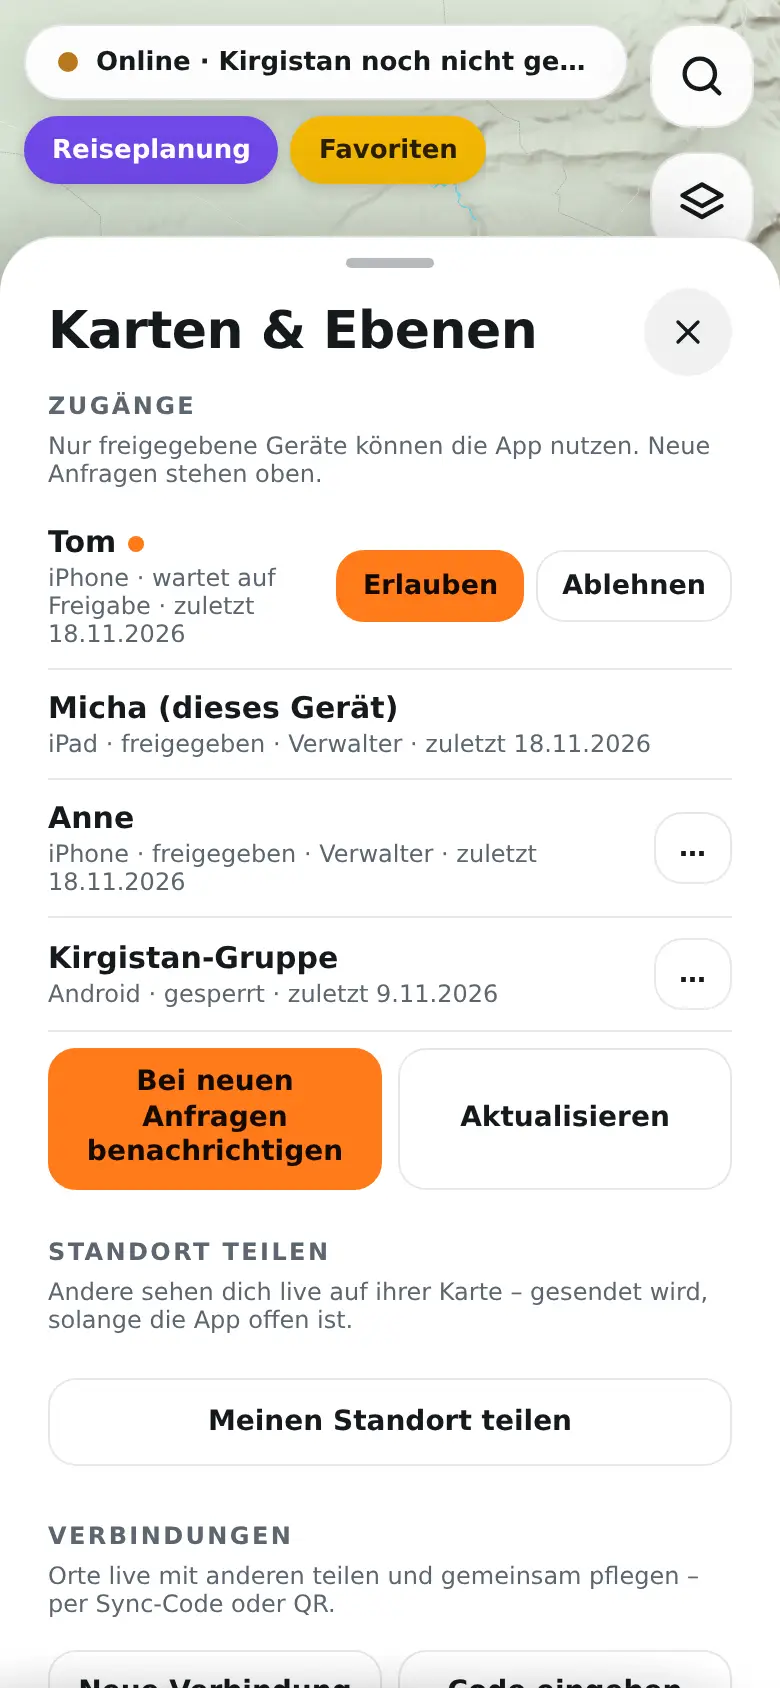 Online · Kirgistan noch nicht ge…
Reiseplanung
Favoriten
Karten & Ebenen
ZUGÄNGE
Nur freigegebene Geräte können die App nutzen. Neue
Anfragen stehen oben.
Tom
iPhone · wartet auf
Freigabe · zuletzt
18.11.2026
Erlauben
Ablehnen
Micha (dieses Gerät)
iPad · freigegeben · Verwalter · zuletzt 18.11.2026
Anne
iPhone · freigegeben · Verwalter · zuletzt
18.11.2026
…
Kirgistan-Gruppe
Android · gesperrt · zuletzt 9.11.2026
…
Bei neuen
Anfragen
benachrichtigen
Aktualisieren
STANDORT TEILEN
Andere sehen dich live auf ihrer Karte – gesendet wird,
solange die App offen ist.
Meinen Standort teilen
VERBINDUNGEN
Orte live mit anderen teilen und gemeinsam pflegen –
per Sync-Code oder QR.
Neue Verbindung
Code eingeben